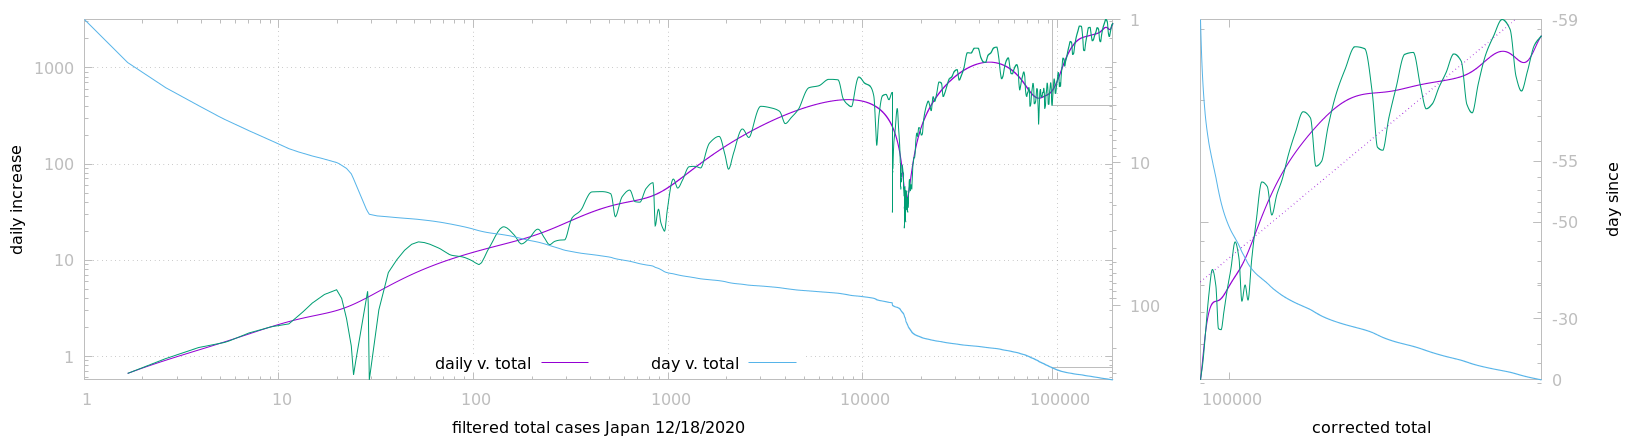 daily increase
1000
100
10
1
1
10
100
daily v. total
day v. total
1 10 100 1000 10000 100000
filtered total cases Japan 12/18/2020
-59
-55
-50
-30
0
day since
100000
corrected total